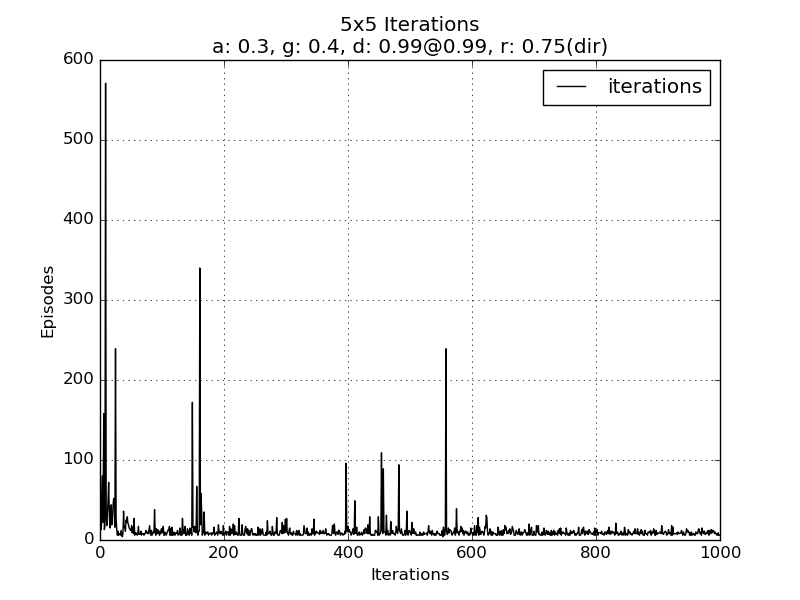 5x5 Iterations
a: 0.3, g: 0.4, d: 0.99@0.99, r: 0.75(dir)
iterations
600
500
400
300
200
100
0
Episodes
0 200 400 600 800 1000
Iterations